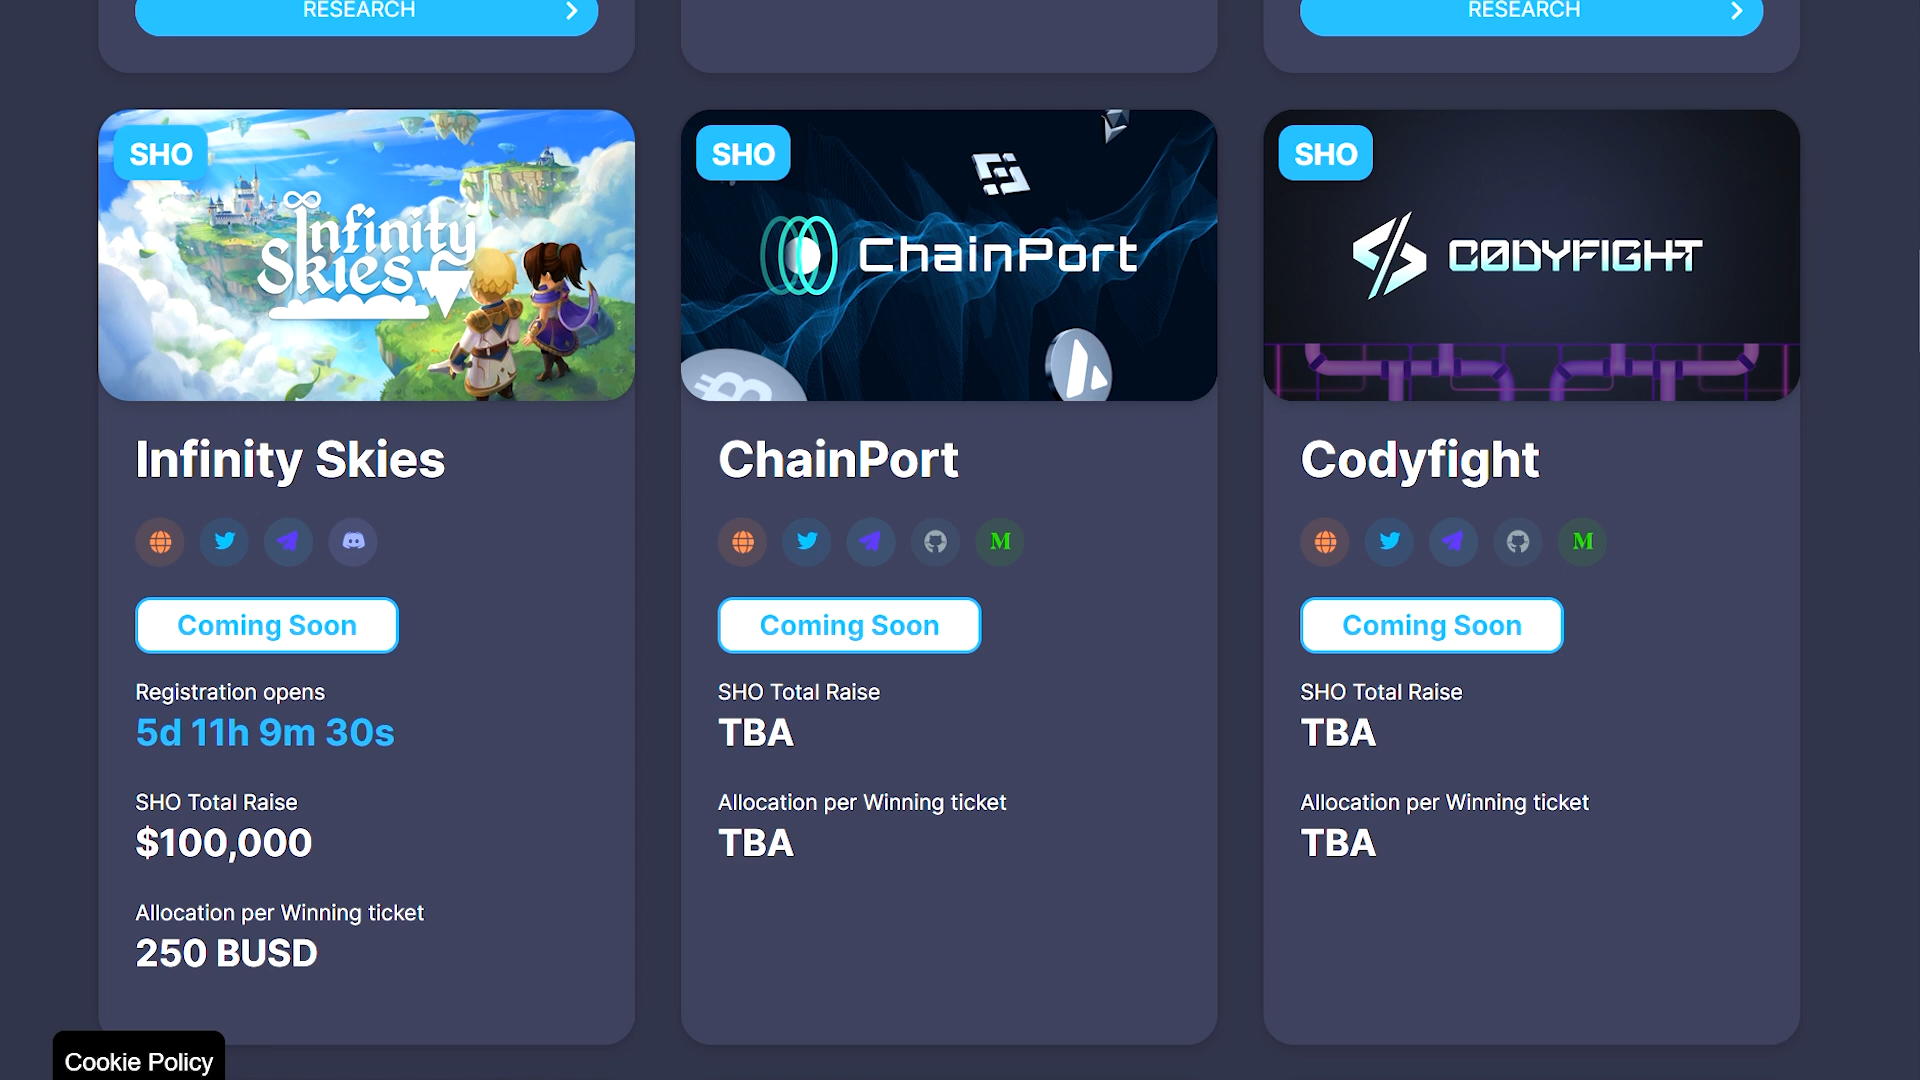 RESEARCH
RESEARCH
SHO
Infinity
Skies
SHO
ChainPort
SHO
CODYFIGHT
Infinity Skies
ChainPort
Codyfight
M
M
Coming Soon
Coming Soon
Coming Soon
Registration opens
5d 11h 9m 30s
SHO Total Raise
$100,000
Allocation per Winning ticket
250 BUSD
SHO Total Raise
TBA
Allocation per Winning ticket
TBA
SHO Total Raise
TBA
Allocation per Winning ticket
TBA
Cookie Policy